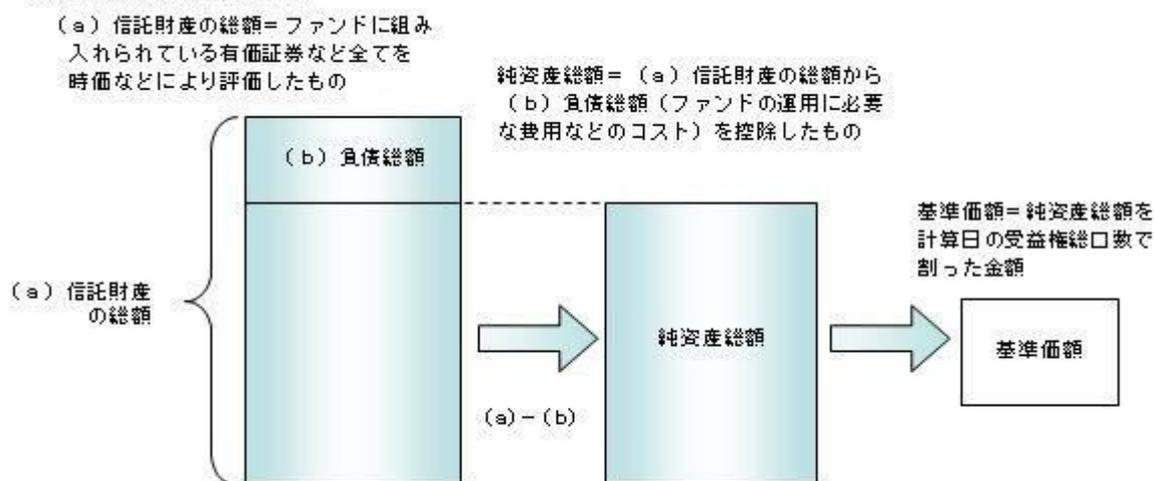 (a)信託財産の総額=ファンドに組み
入れられている有価証券など全てを
時価などにより評価したもの
純資産総額=(a)信託財産の総額から
(b)負債総額(ファンドの運用に必要
な費用などのコスト)を控除したもの
(b)負債総額
基準価額=純資産総額を
計算日の受益権総口数で
割った金額
(a)信託財産
の総額
純資産総額
基準価額
(a)-(b)